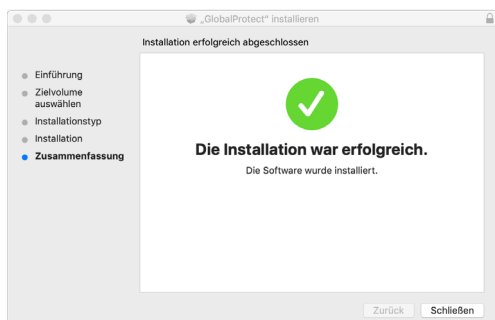 „GlobalProtect“ installieren
Installation erfolgreich abgeschlossen
Einführung
Zielvolume
auswählen
Installationstyp
Installation
Zusammenfassung
Die Installation war erfolgreich.
Die Software wurde installiert.
Zurück
Schließen